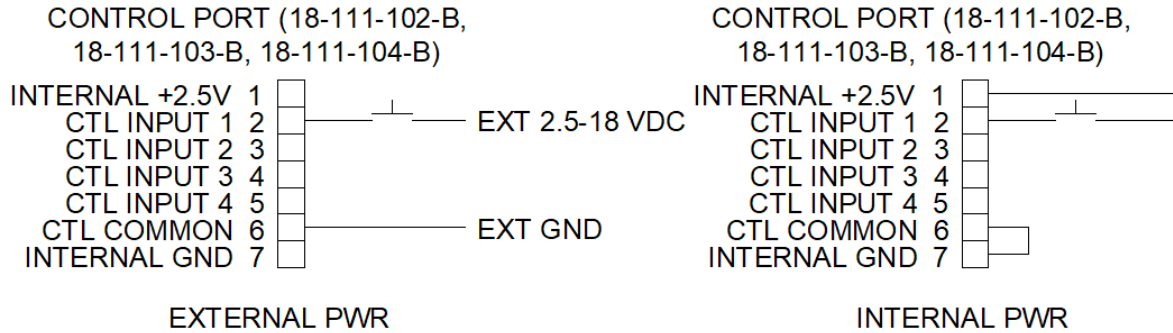 CONTROL PORT (18-111-102-B,
18-111-103-B, 18-111-104-B)
INTERNAL +2.5V 1
CTL INPUT 1 2
EXT 2.5-18 VDC
CTL INPUT 2 3
CTL INPUT 3 4
CTL INPUT 4 5
CTL COMMON 6
EXT GND
INTERNAL GND 7
EXTERNAL PWR
CONTROL PORT (18-111-102-B,
18-111-103-B, 18-111-104-B)
INTERNAL +2.5V 1
CTL INPUT 1 2
CTL INPUT 2 3
CTL INPUT 3 4
CTL INPUT 4 5
CTL COMMON 6
INTERNAL GND 7
INTERNAL PWR